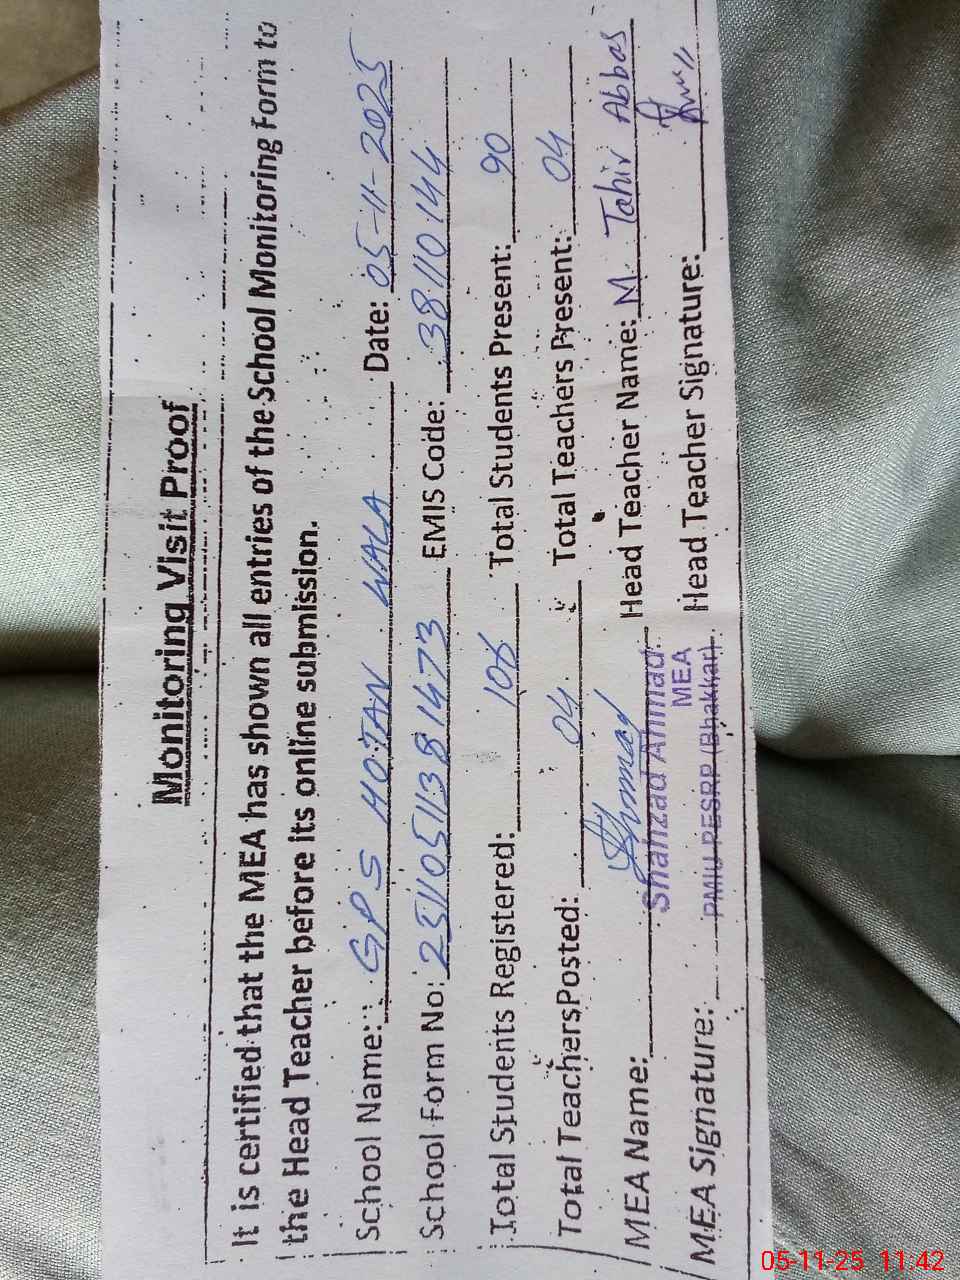 Monitoring Visit Proof
It is certified that the MEA has shown all entries of the School Monitoring Form to
the Head Teacher before its online submission.
School Name: GPS HOTAN WALA Date: 05-11-2025
School Form No: 25110511381473 EMIS Code: 38110144
Total Students Registered: 106 Total Students Present: 90
Total Teachers Posted: 04 Total Teachers Present: 04
MEA Name: Shahzad Ahmad Head Teacher Name: M. Tahir Abbas
MEA
MEA Signature: PMIU-PESRP (Bhakkar) Head Teacher Signature:
05-11-25 11:42